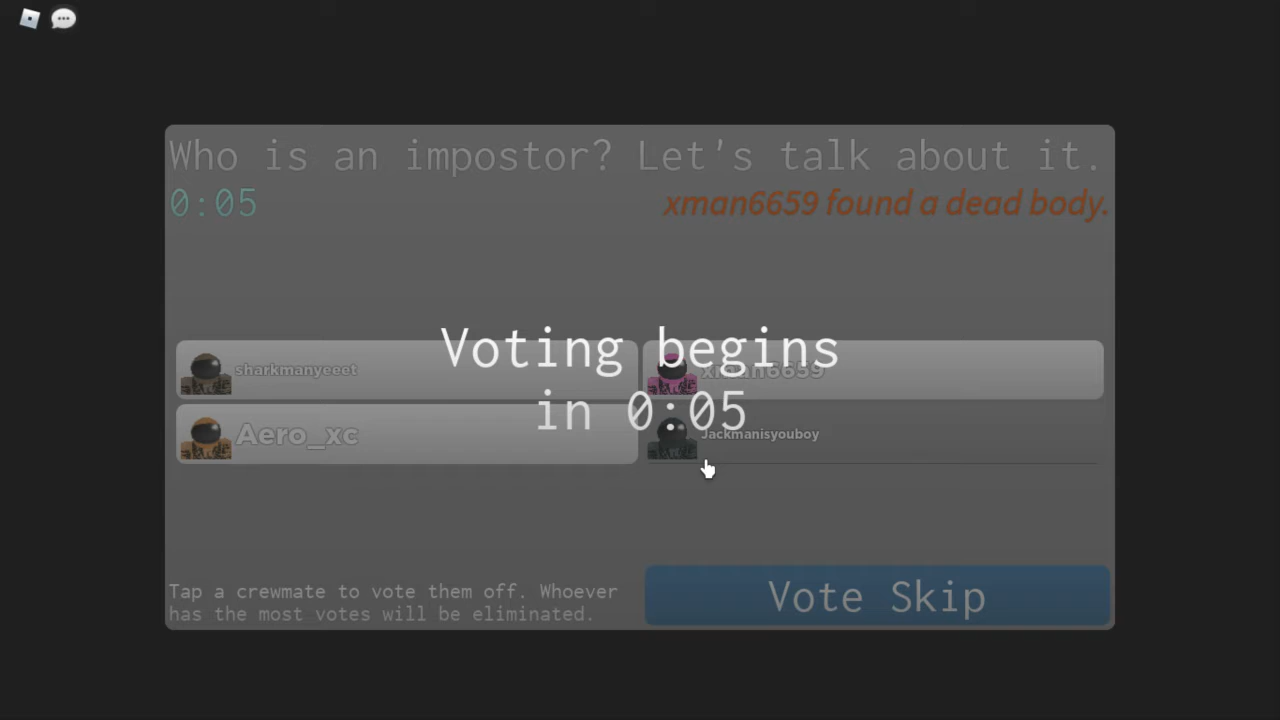 Who is an impostor? Let's talk about it.
0:05
xman6659 found a dead body.
Voting begins
in 0:05
sharkmanyeeet
xman6659
Aero_xc
Jackmanisyouboy
Tap a crewmate to vote them off. Whoever
has the most votes will be eliminated.
Vote Skip